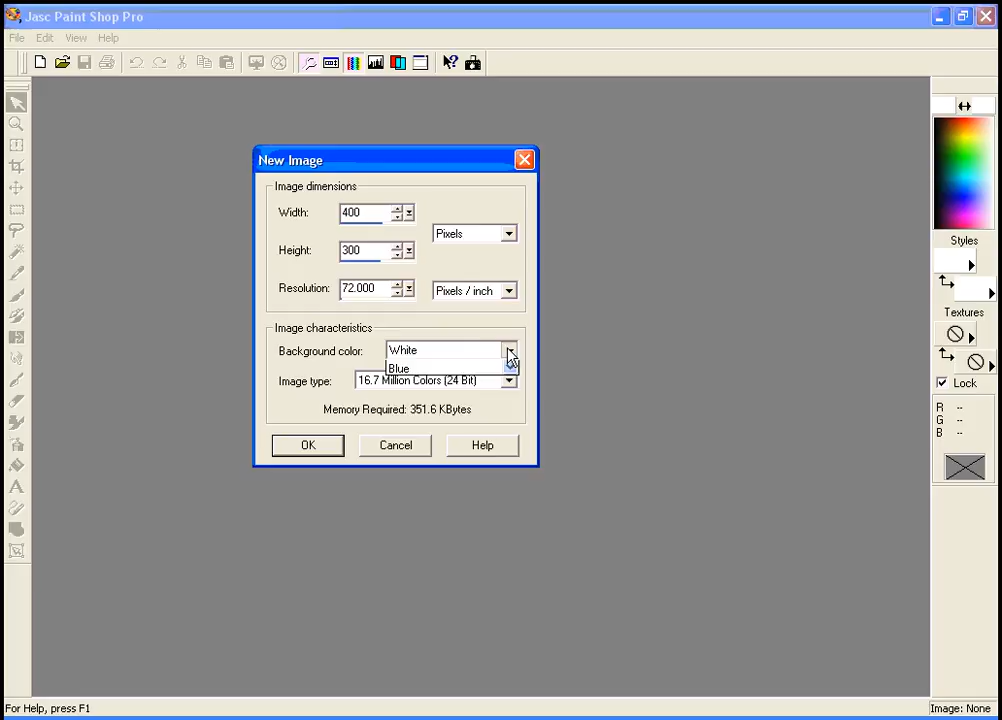 Jasc Paint Shop Pro
File Edit View Help
New Image
Image dimensions
Width: 400
Pixels
Height: 300
Resolution: 72.000 Pixels / inch
Image characteristics
Background color: White
Blue
Image type: 16.7 Million Colors (24 Bit)
Memory Required: 351.6 KBytes
OK Cancel Help
Styles
Textures
Lock
R --
G --
B --
For Help, press F1
Image: None